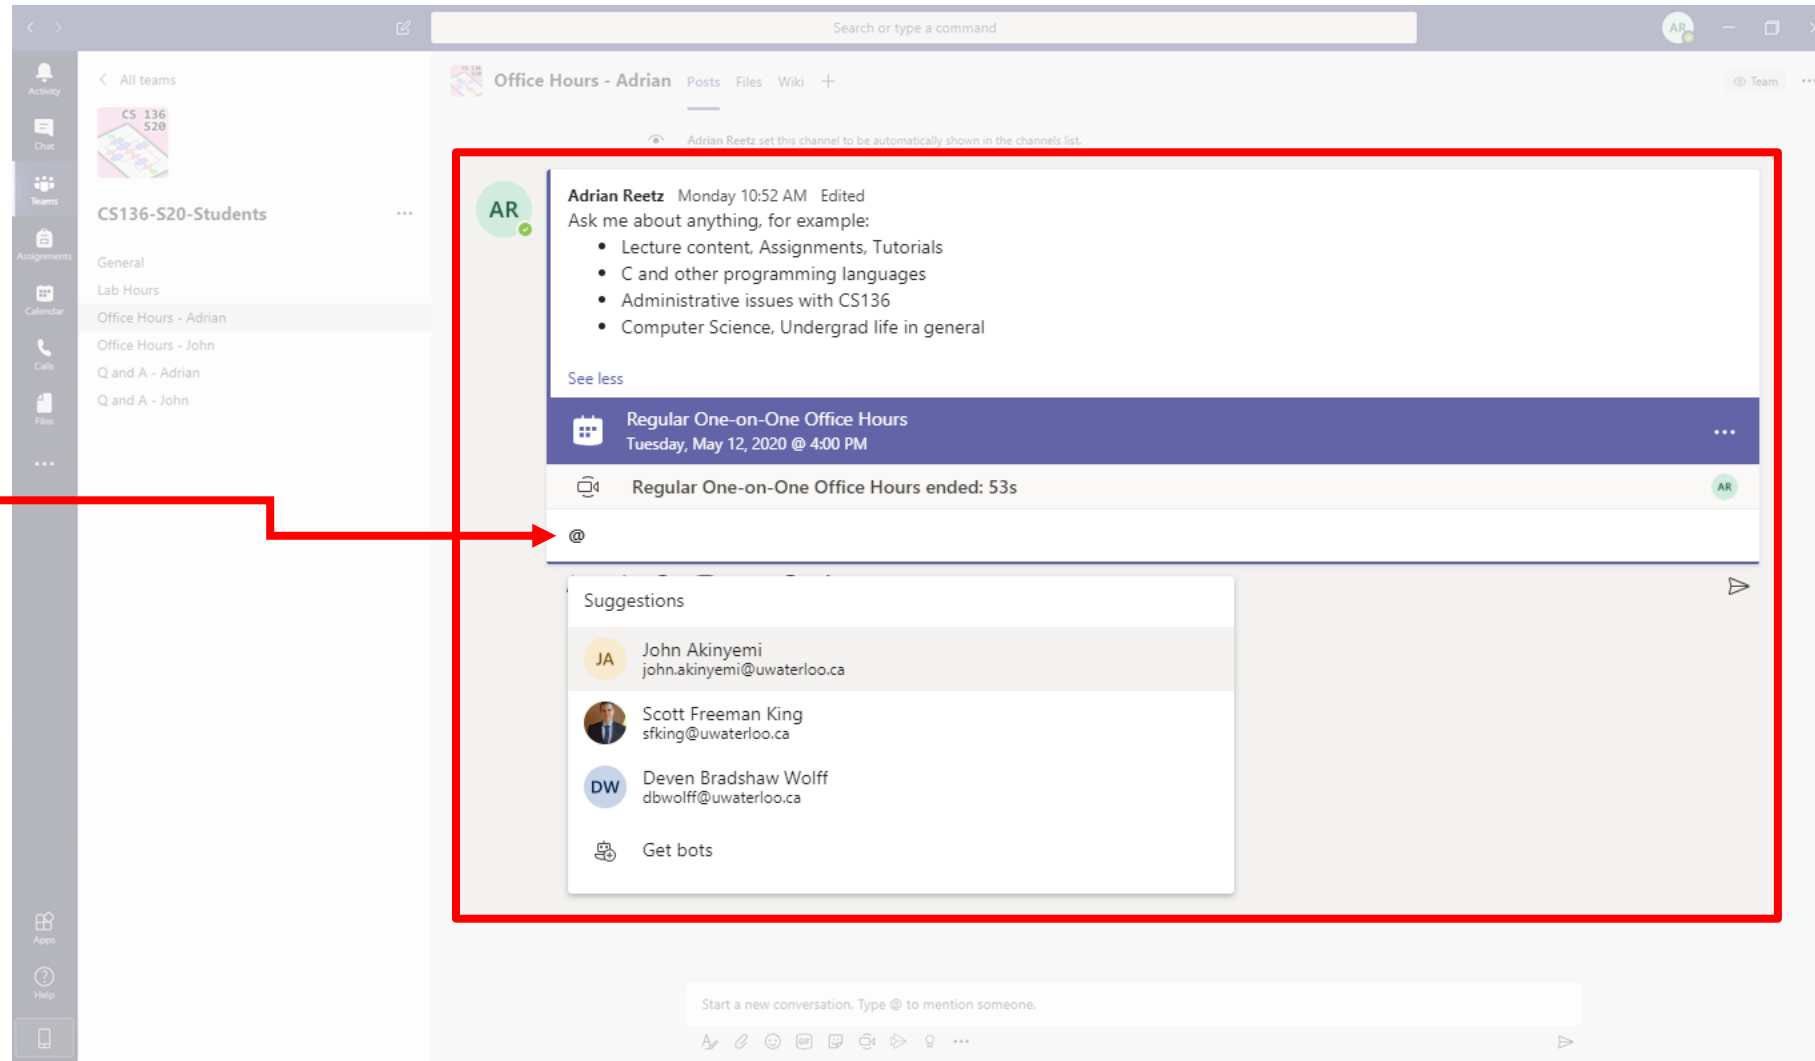 Search or type a command
AR
Activity
Chat
Teams
Assignments
Calendar
Calls
Files
Apps
Help
All teams
CS 136
S20
CS136-S20-Students
General
Lab Hours
Office Hours - Adrian
Office Hours - John
Q and A - Adrian
Q and A - John
Office Hours - Adrian Posts Files Wiki +
Team
Adrian Reetz set this channel to be automatically shown in the channels list.
AR
Adrian Reetz Monday 10:52 AM Edited
Ask me about anything, for example:
• Lecture content, Assignments, Tutorials
• C and other programming languages
• Administrative issues with CS136
• Computer Science, Undergrad life in general
See less
Regular One-on-One Office Hours
Tuesday, May 12, 2020 @ 4:00 PM
Regular One-on-One Office Hours ended: 53s
AR
@
Suggestions
JA
John Akinyemi
john.akinyemi@uwaterloo.ca
Scott Freeman King
sfking@uwaterloo.ca
DW
Deven Bradshaw Wolff
dbwolff@uwaterloo.ca
Get bots
Start a new conversation. Type @ to mention someone.
GIF